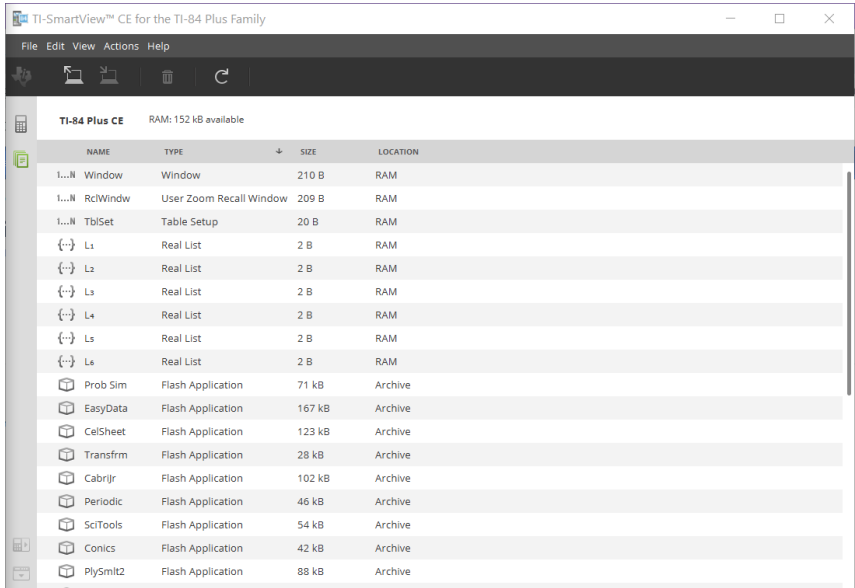 TI-SmartView™ CE for the TI-84 Plus Family
File Edit View Actions Help
TI-84 Plus CE RAM: 152 kB available
NAME TYPE SIZE LOCATION
1...N Window Window 210 B RAM
1...N RclWindw User Zoom Recall Window 209 B RAM
1...N TblSet Table Setup 20 B RAM
{···} L₁ Real List 2 B RAM
{···} L₂ Real List 2 B RAM
{···} L₃ Real List 2 B RAM
{···} L₄ Real List 2 B RAM
{···} L₅ Real List 2 B RAM
{···} L₆ Real List 2 B RAM
Prob Sim Flash Application 71 kB Archive
EasyData Flash Application 167 kB Archive
CelSheet Flash Application 123 kB Archive
Transfrm Flash Application 28 kB Archive
CabriJr Flash Application 102 kB Archive
Periodic Flash Application 46 kB Archive
SciTools Flash Application 54 kB Archive
Conics Flash Application 42 kB Archive
PlySmlt2 Flash Application 88 kB Archive